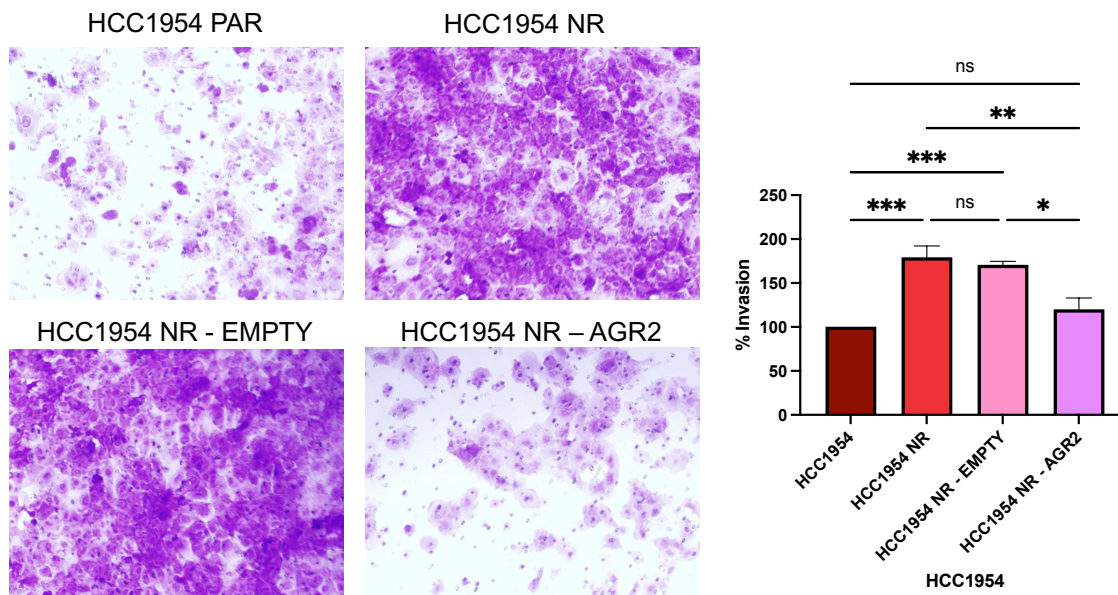 HCC1954 PAR
HCC1954 NR
HCC1954 NR - EMPTY
HCC1954 NR – AGR2
ns
**
***
***
ns
*
% Invasion
250
200
150
100
50
0
HCC1954
HCC1954 NR
HCC1954 NR - EMPTY
HCC1954 NR - AGR2
HCC1954